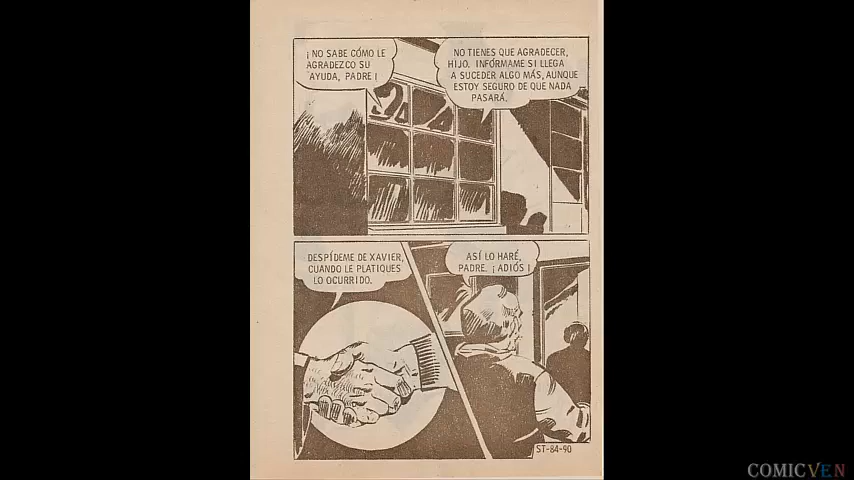 ¡NO SABE CÓMO LE
AGRADEZCO SU
AYUDA, PADRE!
NO TIENES QUE AGRADECER,
HIJO. INFÓRMAME SI LLEGA
A SUCEDER ALGO MÁS, AUNQUE
ESTOY SEGURO DE QUE NADA
PASARÁ.
DESPÍDEME DE XAVIER,
CUANDO LE PLATIQUES
LO OCURRIDO.
ASÍ LO HARÉ,
PADRE. ¡ADIÓS!
ST-84-90
COMICVEN